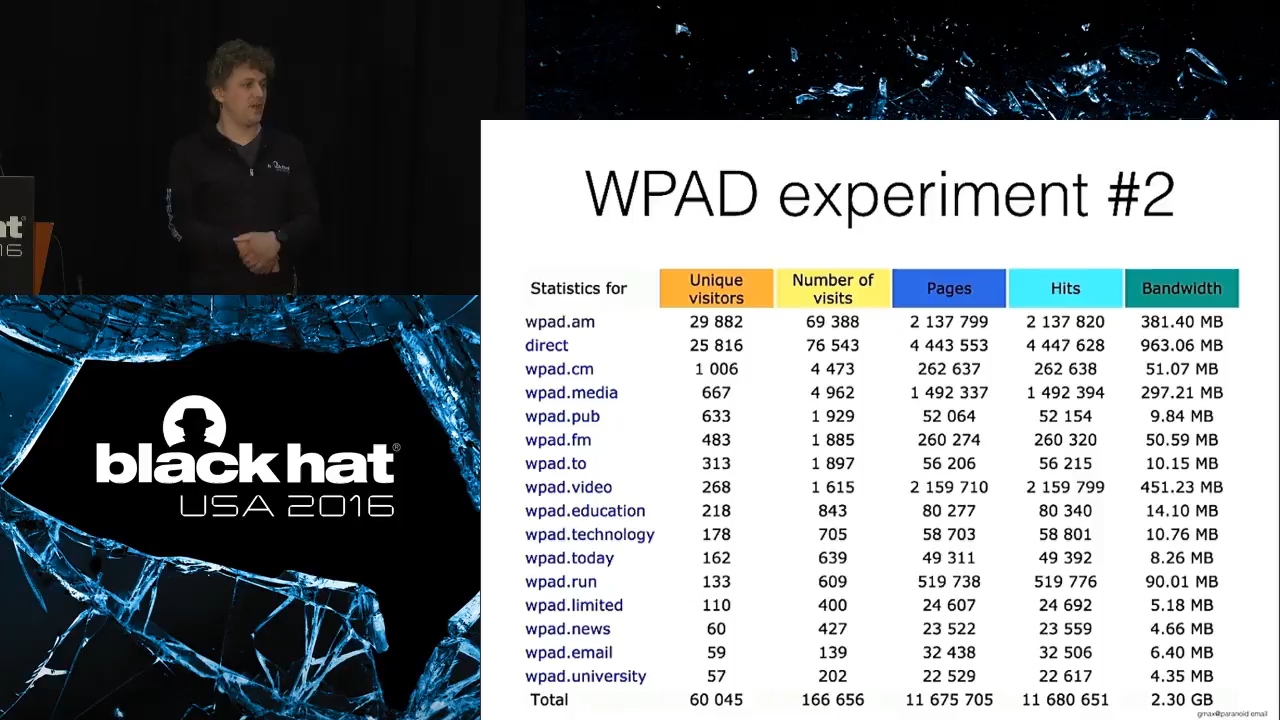 WPAD experiment #2
Statistics for Unique visitors Number of visits Pages Hits Bandwidth
wpad.am 29 882 69 388 2 137 799 2 137 820 381.40 MB
direct 25 816 76 543 4 443 553 4 447 628 963.06 MB
wpad.cm 1 006 4 473 262 637 262 638 51.07 MB
wpad.media 667 4 962 1 492 337 1 492 394 297.21 MB
wpad.pub 633 1 929 52 064 52 154 9.84 MB
wpad.fm 483 1 885 260 274 260 320 50.59 MB
wpad.to 313 1 897 56 206 56 215 10.15 MB
wpad.video 268 1 615 2 159 710 2 159 799 451.23 MB
wpad.education 218 843 80 277 80 340 14.10 MB
wpad.technology 178 705 58 703 58 801 10.76 MB
wpad.today 162 639 49 311 49 392 8.26 MB
wpad.run 133 609 519 738 519 776 90.01 MB
wpad.limited 110 400 24 607 24 692 5.18 MB
wpad.news 60 427 23 522 23 559 4.66 MB
wpad.email 59 139 32 438 32 506 6.40 MB
wpad.university 57 202 22 529 22 617 4.35 MB
Total 60 045 166 656 11 675 705 11 680 651 2.30 GB
gmax@paranoid.email
black hat®
USA 2016
at®
16